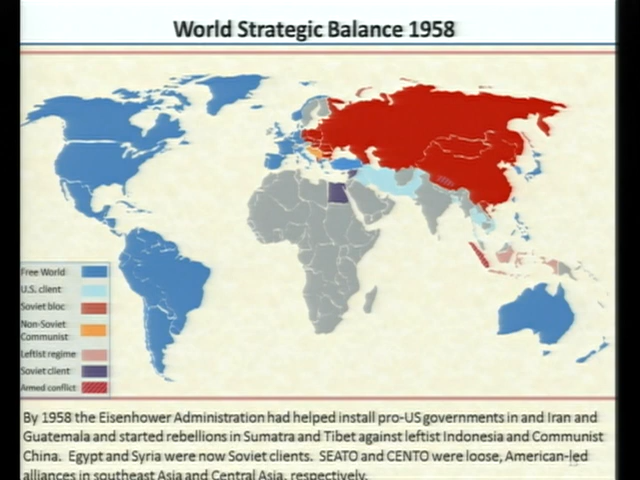 World Strategic Balance 1958
Free World
U.S. client
Soviet bloc
Non-Soviet
Communist
Leftist regime
Soviet client
Armed conflict
By 1958 the Eisenhower Administration had helped install pro-US governments in and Iran and
Guatemala and started rebellions in Sumatra and Tibet against leftist Indonesia and Communist
China. Egypt and Syria were now Soviet clients. SEATO and CENTO were loose, American-led
alliances in southeast Asia and Central Asia, respectively.